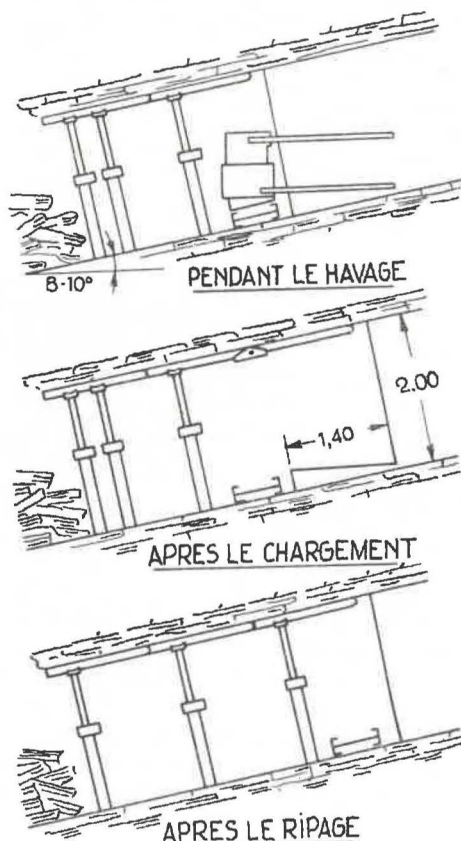 8-10°
PENDANT LE HAVAGE
2.00
1,40
APRES LE CHARGEMENT
APRES LE RIPAGE